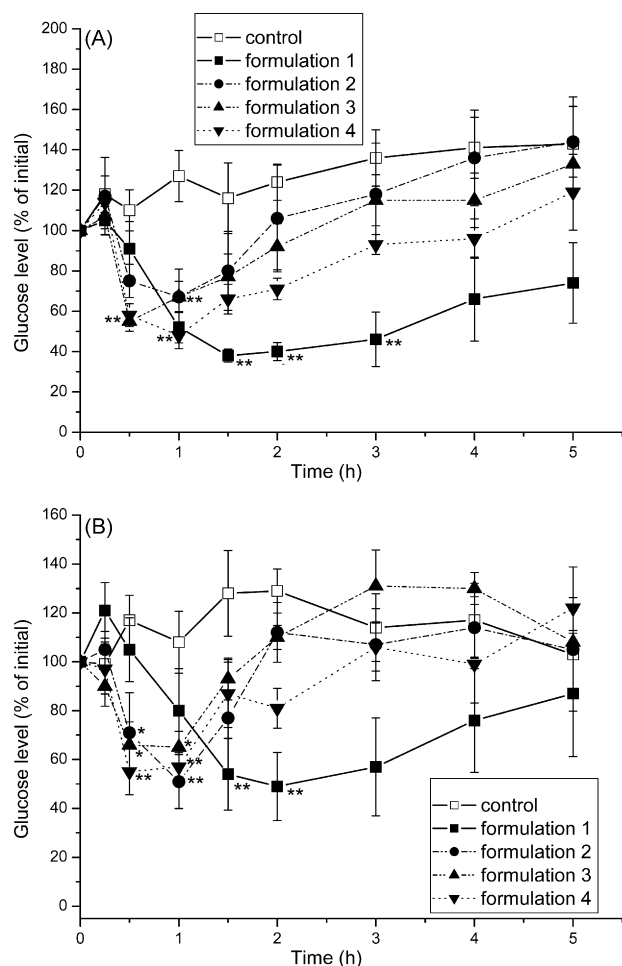 (A)
control
formulation 1
formulation 2
formulation 3
formulation 4
Glucose level (% of initial)
200
180
160
140
120
100
80
60
40
20
0
**
**
**
**
**
**
0 1 2 3 4 5
Time (h)
(B)
Glucose level (% of initial)
160
140
120
100
80
60
40
20
0
*
*
**
*
**
**
**
**
control
formulation 1
formulation 2
formulation 3
formulation 4
0 1 2 3 4 5
Time (h)